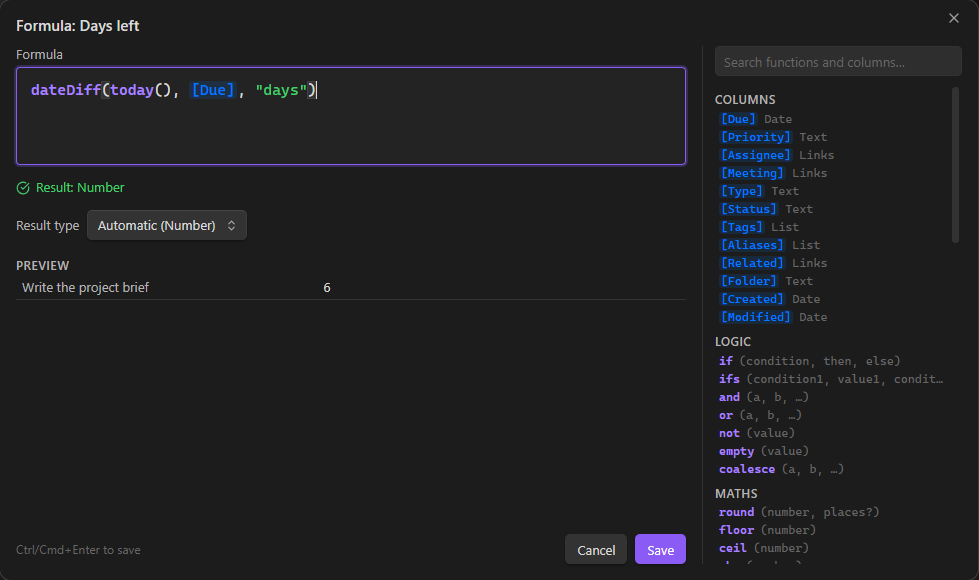 Formula: Days left
Formula
dateDiff(today(), [Due], "days")
Result: Number
Result type Automatic (Number)
PREVIEW
Write the project brief 6
Ctrl/Cmd+Enter to save
Cancel
Save
Search functions and columns...
COLUMNS
[Due] Date
[Priority] Text
[Assignee] Links
[Meeting] Links
[Type] Text
[Status] Text
[Tags] List
[Aliases] List
[Related] Links
[Folder] Text
[Created] Date
[Modified] Date
LOGIC
if (condition, then, else)
ifs (condition1, value1, condit…
and (a, b, …)
or (a, b, …)
not (value)
empty (value)
coalesce (a, b, …)
MATHS
round (number, places?)
floor (number)
ceil (number)